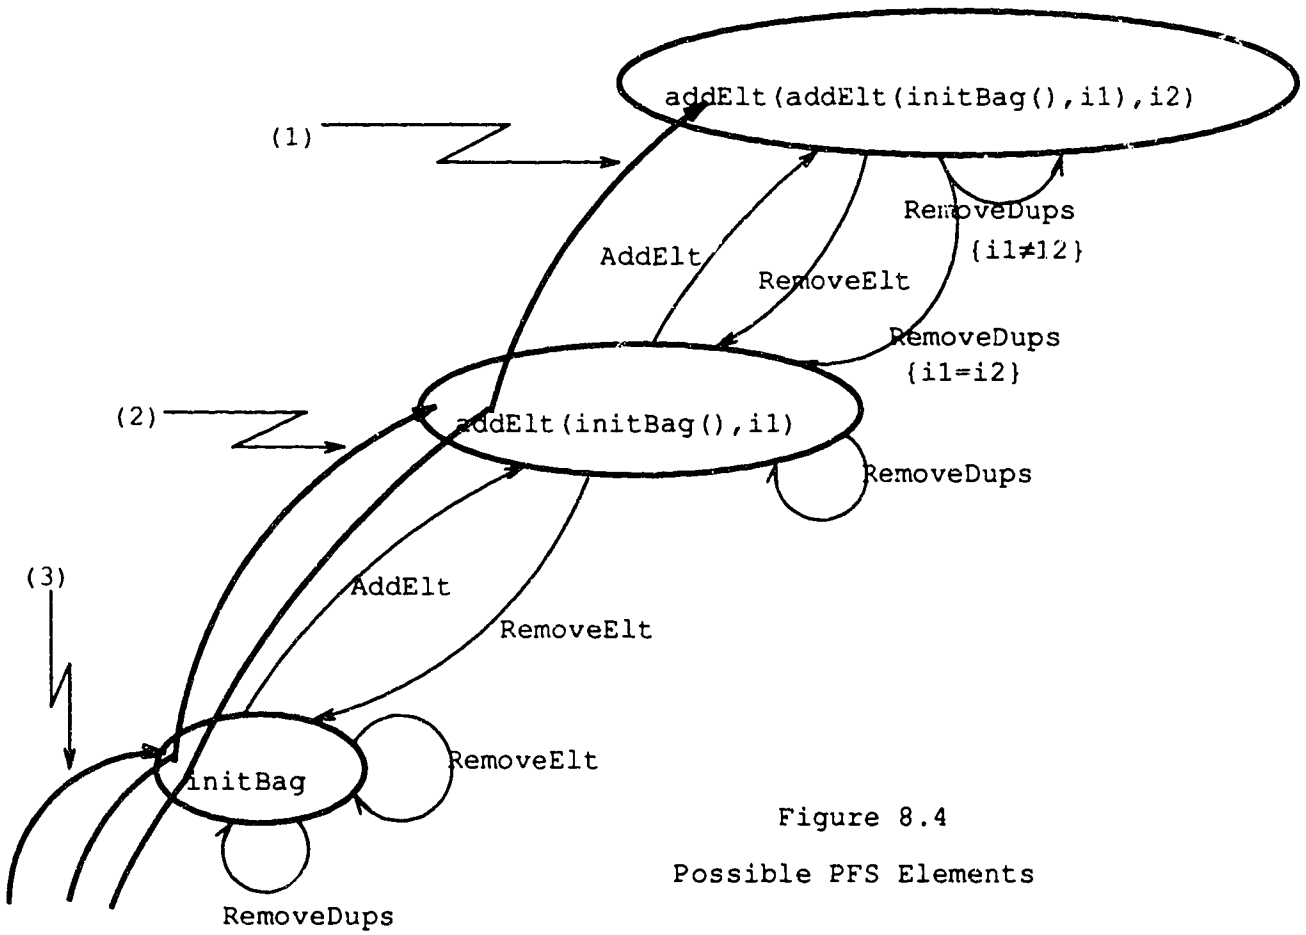 addElt(addElt(initBag(),i1),i2)
(1)
RemoveDups
{i1≠i2}
AddElt
RemoveElt
RemoveDups
{i1=i2}
(2)
addElt(initBag(),i1)
RemoveDups
(3)
AddElt
RemoveElt
RemoveElt
initBag
Figure 8.4
Possible PFS Elements
RemoveDups